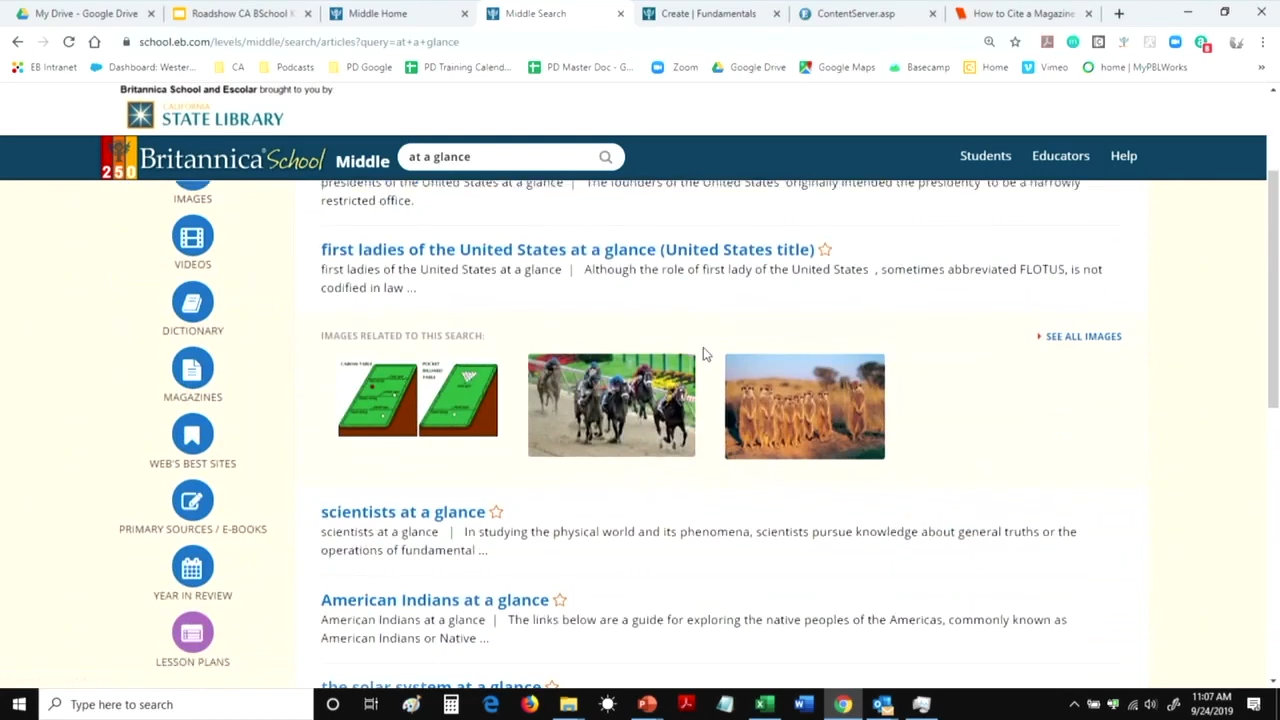 My Drive - Google Drive
Roadshow CA BSchool K
Middle Home
Middle Search
Create | Fundamentals
ContentServer.asp
How to Cite a Magazine
school.eb.com/levels/middle/search/articles?query=at+a+glance
EB Intranet
Dashboard: Wester...
CA
Podcasts
PD Google
PD Training Calend...
PD Master Doc - G...
Zoom
Google Drive
Google Maps
Basecamp
Home
Vimeo
home | MyPBLWorks
Britannica School and Escolar brought to you by
CALIFORNIA
STATE LIBRARY
250
Britannica School
Middle
at a glance
Students
Educators
Help
IMAGES
VIDEOS
DICTIONARY
MAGAZINES
WEB'S BEST SITES
PRIMARY SOURCES / E-BOOKS
YEAR IN REVIEW
LESSON PLANS
presidents of the United States at a glance | The founders of the United States originally intended the presidency to be a narrowly
restricted office.
first ladies of the United States at a glance (United States title)
first ladies of the United States at a glance | Although the role of first lady of the United States , sometimes abbreviated FLOTUS, is not
codified in law ...
IMAGES RELATED TO THIS SEARCH:
SEE ALL IMAGES
scientists at a glance
scientists at a glance | In studying the physical world and its phenomena, scientists pursue knowledge about general truths or the
operations of fundamental ...
American Indians at a glance
American Indians at a glance | The links below are a guide for exploring the native peoples of the Americas, commonly known as
American Indians or Native ...
the solar system at a glance
Type here to search
11:07 AM
9/24/2019